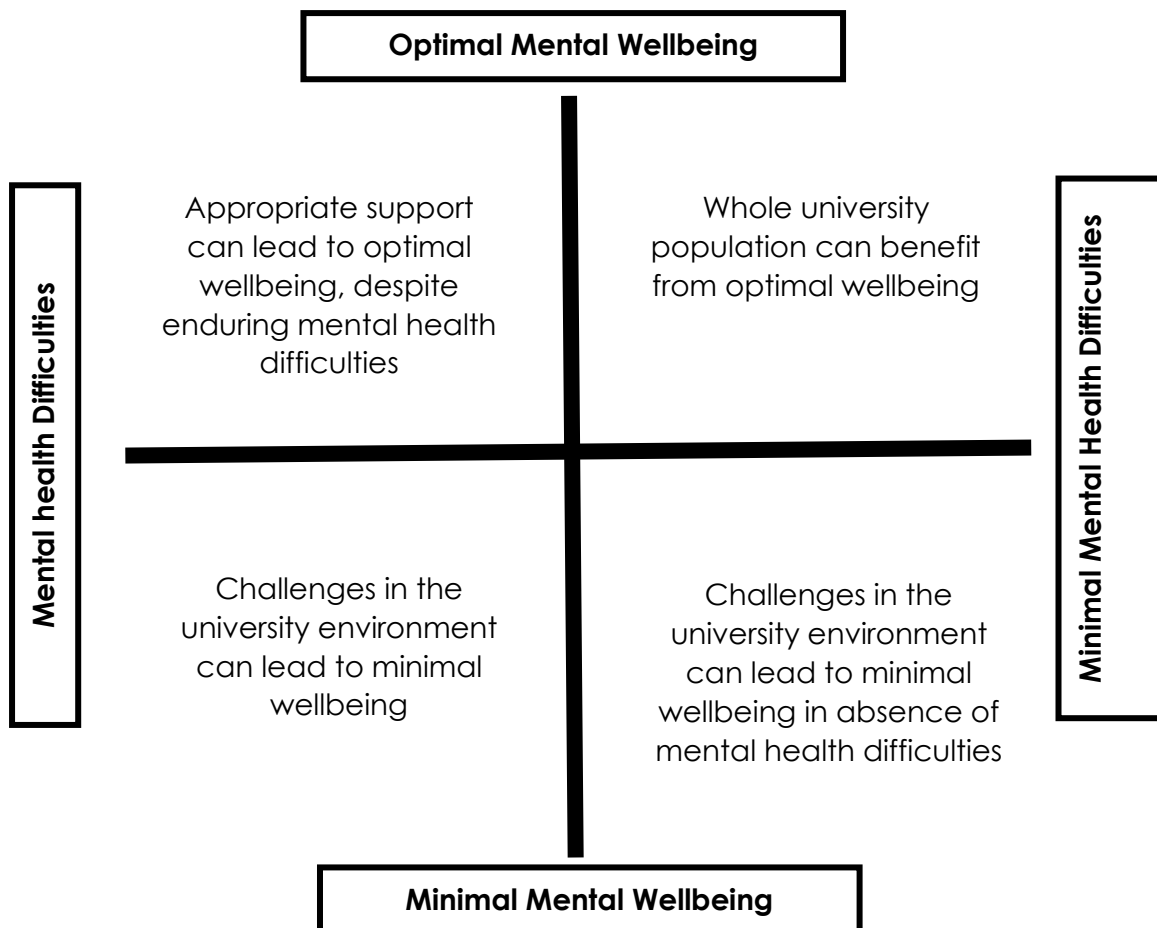 Optimal Mental Wellbeing
Mental health Difficulties
Appropriate support
can lead to optimal
wellbeing, despite
enduring mental health
difficulties
Whole university
population can benefit
from optimal wellbeing
Minimal Mental Health Difficulties
Challenges in the
university environment
can lead to minimal
wellbeing
Challenges in the
university environment
can lead to minimal
wellbeing in absence of
mental health difficulties
Minimal Mental Wellbeing